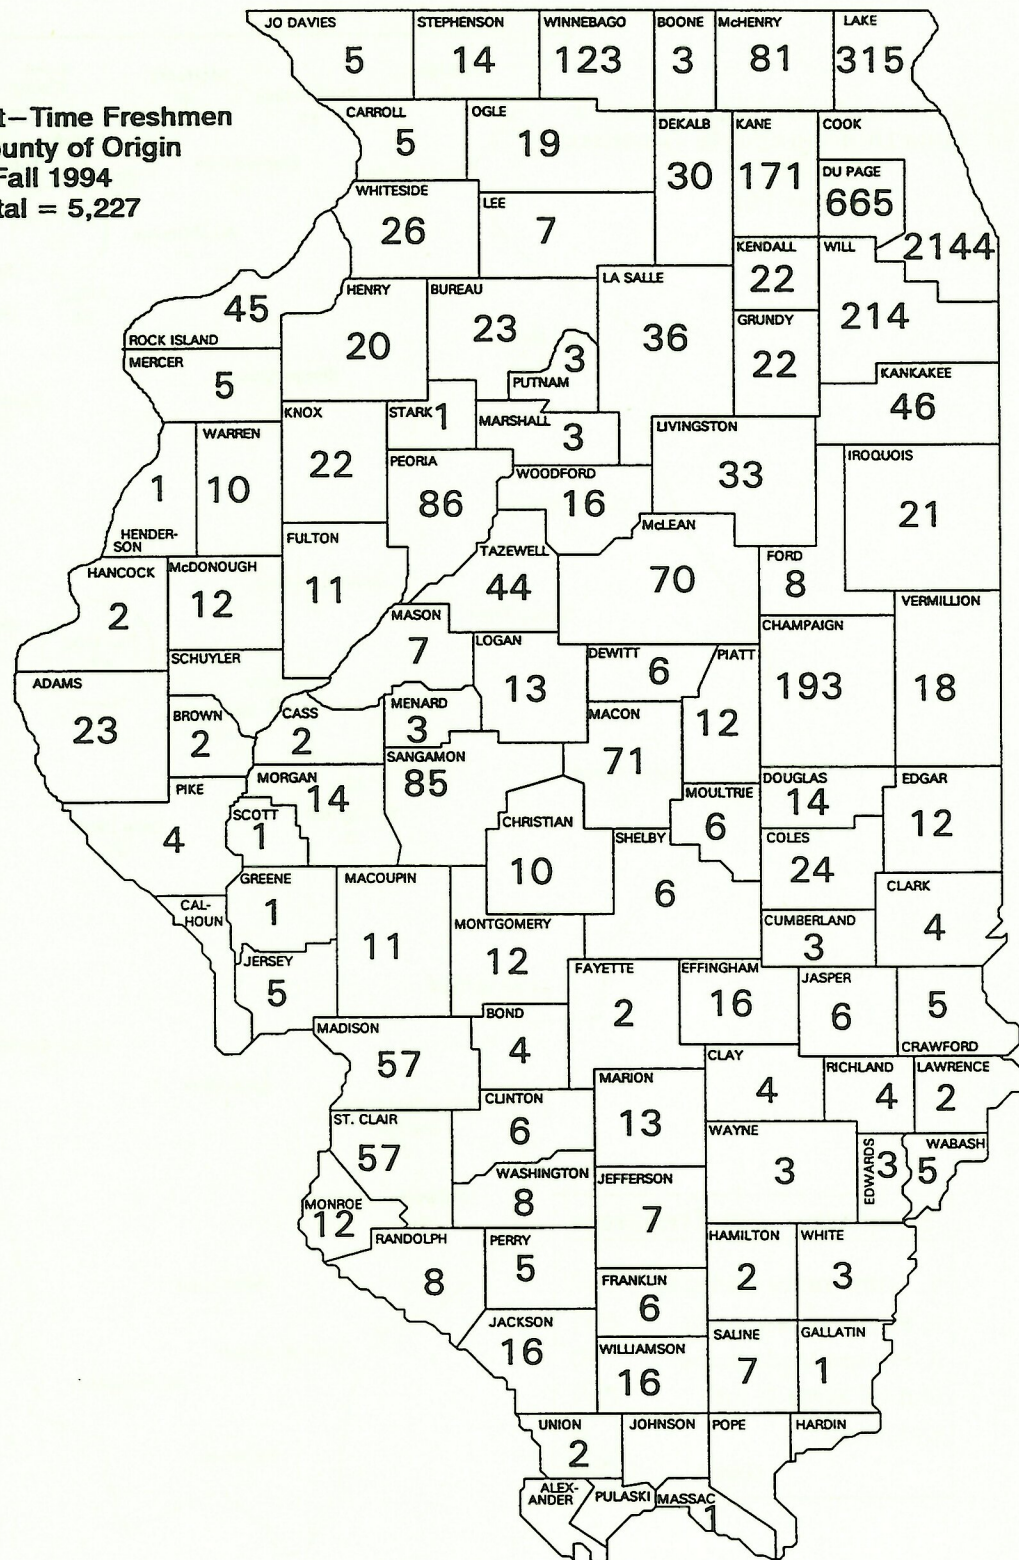 t–Time Freshmen
unty of Origin
Fall 1994
tal = 5,227
JO DAVIES
5
STEPHENSON
14
WINNEBAGO
123
BOONE
3
McHENRY
81
LAKE
315
CARROLL
5
OGLE
19
DEKALB
30
KANE
171
COOK
2144
DU PAGE
665
WHITESIDE
26
LEE
7
KENDALL
22
WILL
214
LA SALLE
36
45
ROCK ISLAND
HENRY
20
BUREAU
23
3
PUTNAM
GRUNDY
22
MERCER
5
KANKAKEE
46
KNOX
22
STARK
1
MARSHALL
3
LIVINGSTON
33
WARREN
10
1
HENDER-
SON
PEORIA
86
WOODFORD
16
IROQUOIS
21
McLEAN
70
FULTON
11
TAZEWELL
44
FORD
8
HANCOCK
2
McDONOUGH
12
VERMILLION
18
MASON
7
LOGAN
13
CHAMPAIGN
193
DEWITT
6
PIATT
12
SCHUYLER
ADAMS
23
BROWN
2
CASS
2
MENARD
3
MACON
71
SANGAMON
85
PIKE
4
MORGAN
14
SCOTT
1
DOUGLAS
14
EDGAR
12
MOULTRIE
6
CHRISTIAN
10
SHELBY
6
COLES
24
GREENE
1
MACOUPIN
11
CLARK
4
CAL-
HOUN
MONTGOMERY
12
CUMBERLAND
3
JERSEY
5
FAYETTE
2
EFFINGHAM
16
JASPER
6
5
CRAWFORD
MADISON
57
BOND
4
CLAY
4
RICHLAND
4
LAWRENCE
2
MARION
13
CLINTON
6
ST. CLAIR
57
WAYNE
3
EDWARDS
3
WABASH
5
WASHINGTON
8
JEFFERSON
7
MONROE
12
RANDOLPH
8
PERRY
5
HAMILTON
2
WHITE
3
FRANKLIN
6
JACKSON
16
WILLIAMSON
16
SALINE
7
GALLATIN
1
UNION
2
JOHNSON
POPE
HARDIN
ALEX-
ANDER
PULASKI
MASSAC
1